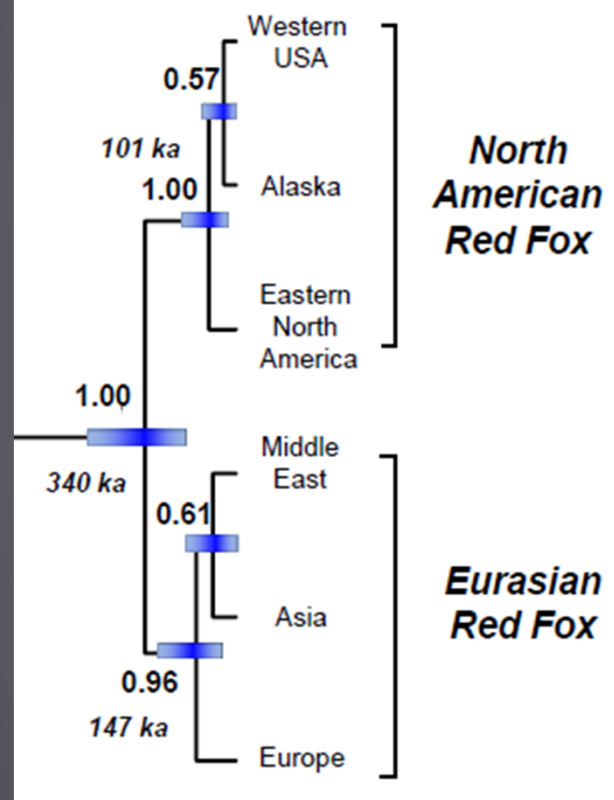 Western
USA
0.57
101 ka
1.00
Alaska
North
American
Red Fox
Eastern
North
America
1.00
340 ka
Middle
East
0.61
Asia
Eurasian
Red Fox
0.96
147 ka
Europe